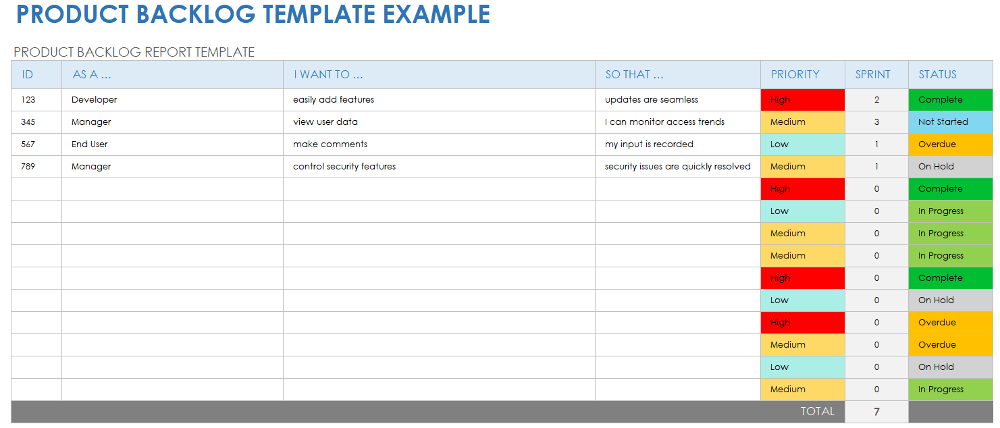 PRODUCT BACKLOG TEMPLATE EXAMPLE
PRODUCT BACKLOG REPORT TEMPLATE
ID AS A ... I WANT TO ... SO THAT ... PRIORITY SPRINT STATUS
123 Developer easily add features updates are seamless High 2 Complete
345 Manager view user data I can monitor access trends Medium 3 Not Started
567 End User make comments my input is recorded Low 1 Overdue
789 Manager control security features security issues are quickly resolved Medium 1 On Hold
High 0 Complete
Low 0 In Progress
Medium 0 In Progress
Medium 0 In Progress
High 0 Complete
Low 0 On Hold
High 0 Overdue
Medium 0 Overdue
Low 0 On Hold
Medium 0 In Progress
TOTAL 7